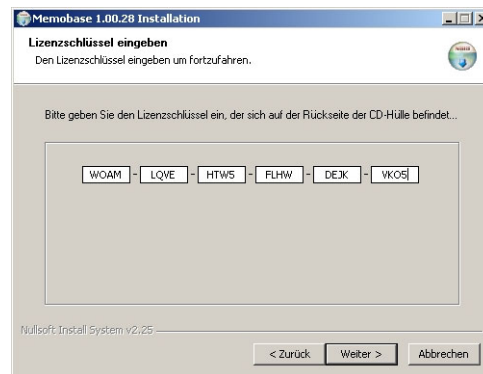 Memobase 1.00.28 Installation
Lizenzschlüssel eingeben
Den Lizenzschlüssel eingeben um fortzufahren.
Bitte geben Sie den Lizenzschlüssel ein, der sich auf der Rückseite der CD-Hülle befindet...
WOAM - LQVE - HTW5 - FLHW - DEJK - VKO5
Nullsoft Install System v2.25
< Zurück Weiter > Abbrechen